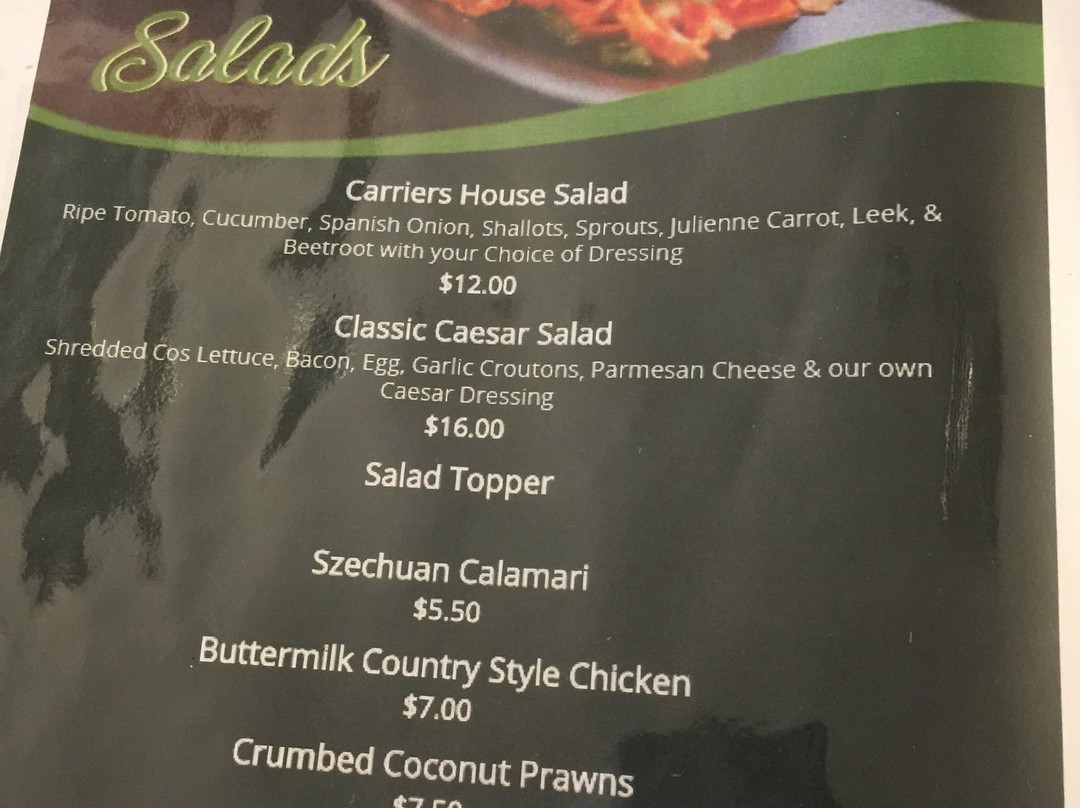 Salads
Carriers House Salad
Ripe Tomato, Cucumber, Spanish Onion, Shallots, Sprouts, Julienne Carrot, Leek, &
Beetroot with your Choice of Dressing
$12.00
Classic Caesar Salad
Shredded Cos Lettuce, Bacon, Egg, Garlic Croutons, Parmesan Cheese & our own
Caesar Dressing
$16.00
Salad Topper
Szechuan Calamari
$5.50
Buttermilk Country Style Chicken
$7.00
Crumbed Coconut Prawns
$7.50